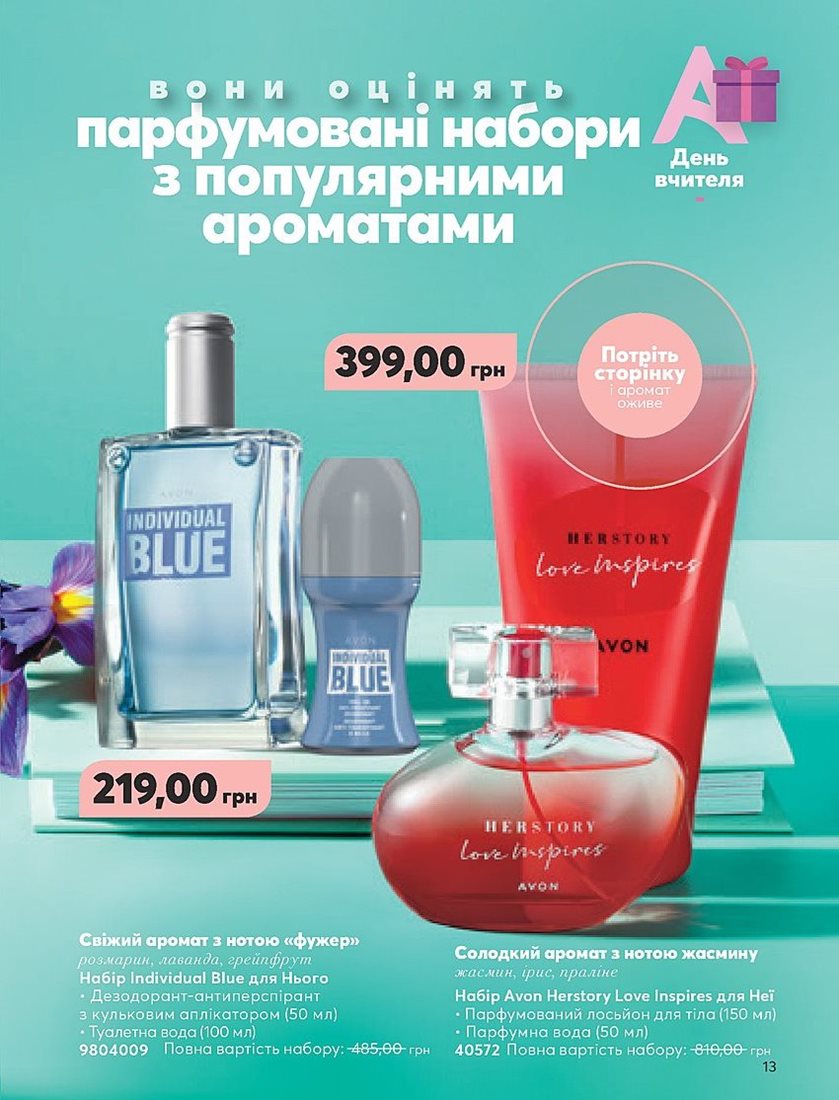 вони оцінять
парфумовані набори
з популярними
ароматами
А
День
вчителя
399,00 грн
Потріть
сторінку
і аромат
оживе
AVON
INDIVIDUAL
BLUE
AVON
INDIVIDUAL
BLUE
HERSTORY
love inspires
AVON
219,00 грн
HERSTORY
love inspires
AVON
Свіжий аромат з нотою «фужер»
розмарин, лаванда, грейпфрут
Набір Individual Blue для Нього
• Дезодорант-антиперспірант
з кульковим аплікатором (50 мл)
• Туалетна вода (100 мл)
9804009 Повна вартість набору: 485,00 грн
Солодкий аромат з нотою жасмину
жасмин, ірис, праліне
Набір Avon Herstory Love Inspires для Неї
• Парфумований лосьйон для тіла (150 мл)
• Парфумна вода (50 мл)
40572 Повна вартість набору: 810,00 грн
13